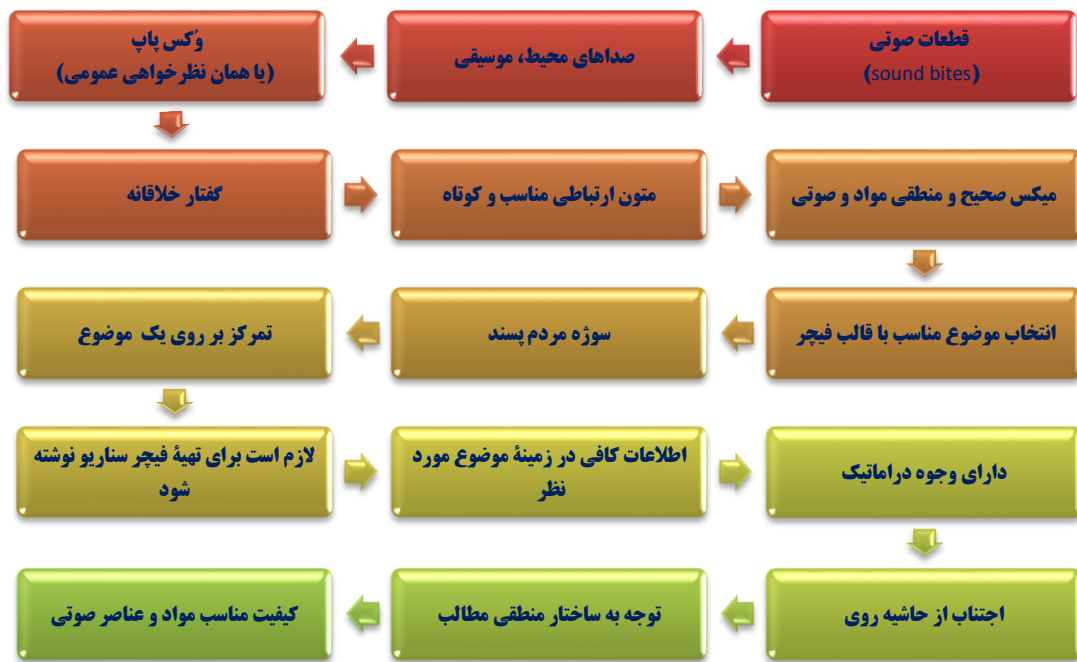 قطعات صوتی
(sound bites)
صداهای محیط، موسیقی
وُکس پاپ
(یا همان نظرخواهی عمومی)
گفتار خلاقانه
متون ارتباطی مناسب و کوتاه
میکس صحیح و منطقی مواد و صوتی
انتخاب موضوع مناسب با قالب فیچر
سوژه مردم پسند
تمرکز بر روی یک موضوع
لازم است برای تهیهٔ فیچر سناریو نوشته
شود
اطلاعات کافی در زمینهٔ موضوع مورد
نظر
دارای وجوه دراماتیک
اجتناب از حاشیه روی
توجه به ساختار منطقی مطالب
کیفیت مناسب مواد و عناصر صوتی